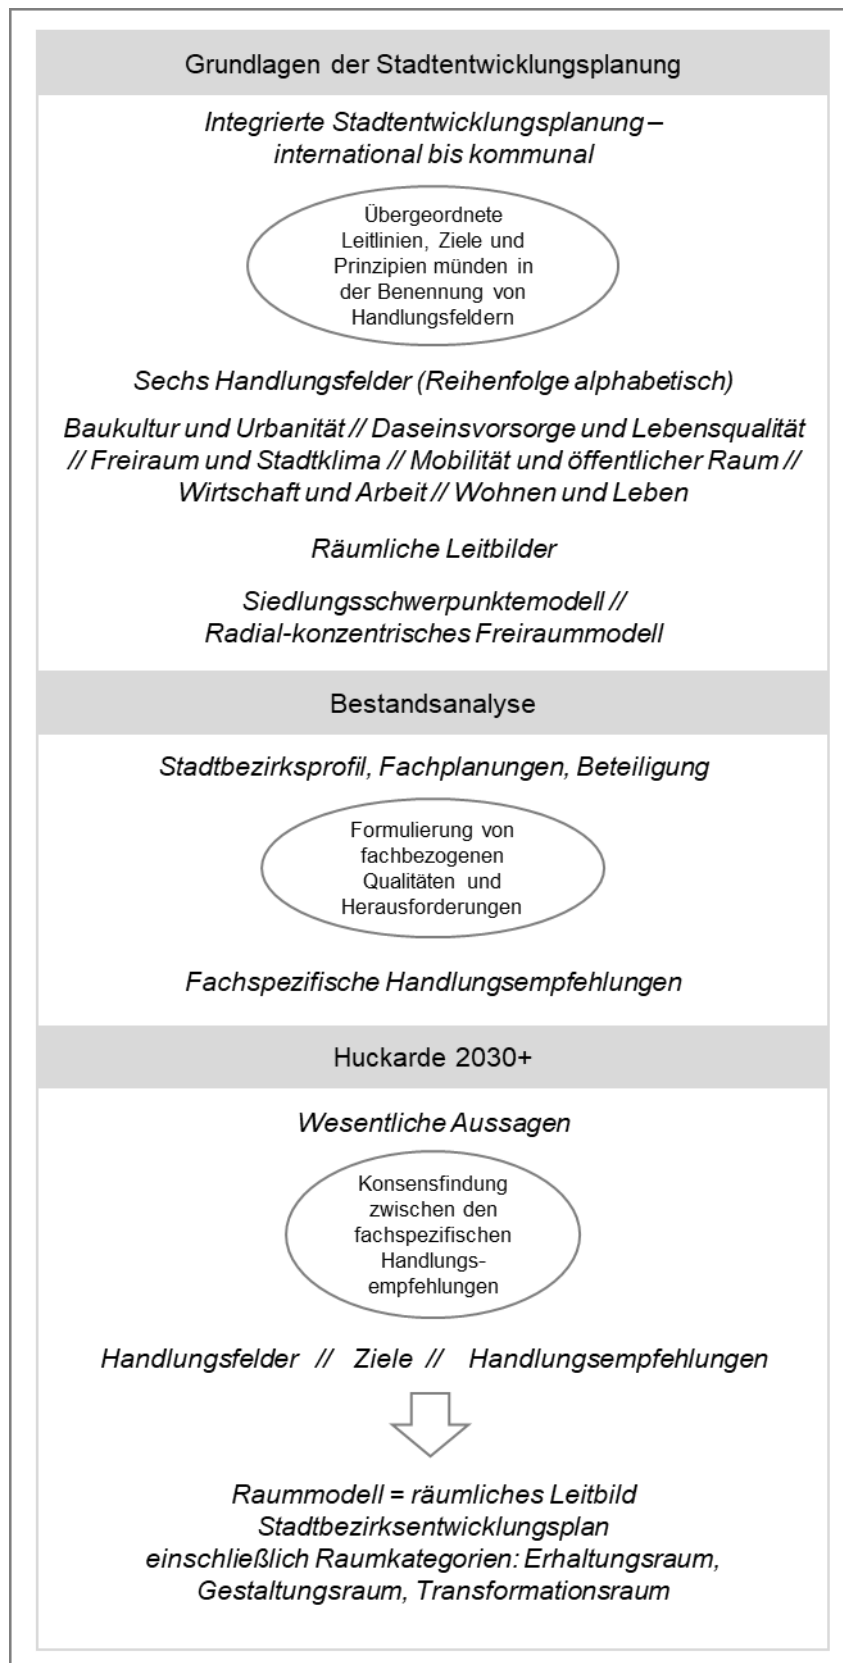 Grundlagen der Stadtentwicklungsplanung
Integrierte Stadtentwicklungsplanung –
international bis kommunal
Übergeordnete
Leitlinien, Ziele und
Prinzipien münden in
der Benennung von
Handlungsfeldern
Sechs Handlungsfelder (Reihenfolge alphabetisch)
Baukultur und Urbanität // Daseinsvorsorge und Lebensqualität
// Freiraum und Stadtklima // Mobilität und öffentlicher Raum //
Wirtschaft und Arbeit // Wohnen und Leben
Räumliche Leitbilder
Siedlungsschwerpunktemodell //
Radial-konzentrisches Freiraummodell
Bestandsanalyse
Stadtbezirksprofil, Fachplanungen, Beteiligung
Formulierung von
fachbezogenen
Qualitäten und
Herausforderungen
Fachspezifische Handlungsempfehlungen
Huckarde 2030+
Wesentliche Aussagen
Konsensfindung
zwischen den
fachspezifischen
Handlungs-
empfehlungen
Handlungsfelder // Ziele // Handlungsempfehlungen
Raummodell = räumliches Leitbild
Stadtbezirksentwicklungsplan
einschließlich Raumkategorien: Erhaltungsraum,
Gestaltungsraum, Transformationsraum